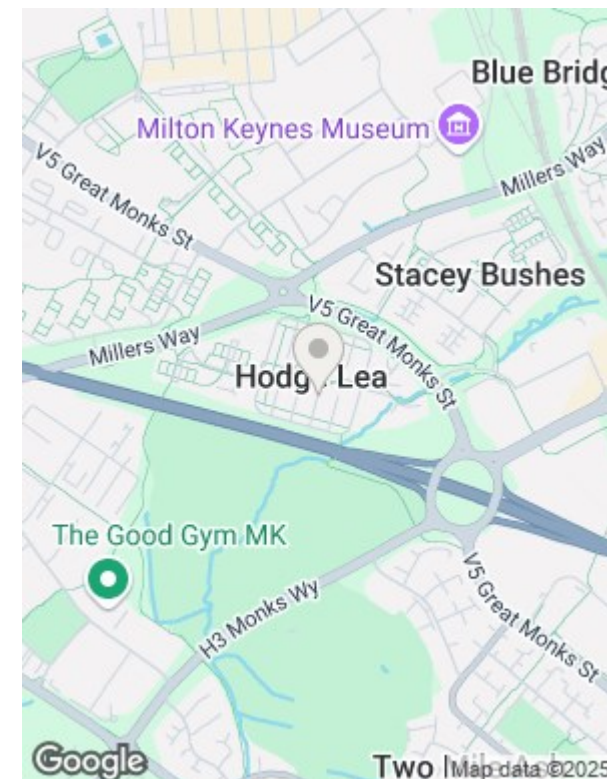 Blue Bridg
Milton Keynes Museum
V5 Great Monks St
Millers Way
Stacey Bushes
V5 Great Monks St
Millers Way
Hodg Lea
The Good Gym MK
H3 Monks Wy
V5 Great Monks St
Google
Two
Map data ©2025